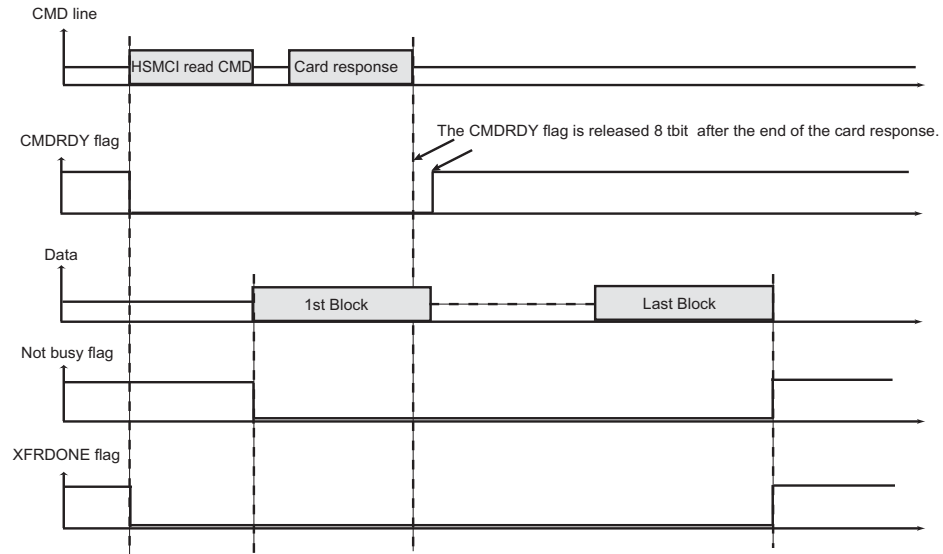 CMD line
HSMCI read CMD
Card response
The CMDRDY flag is released 8 tbit after the end of the card response.
CMDRDY flag
Data
1st Block
Last Block
Not busy flag
XFRDONE flag